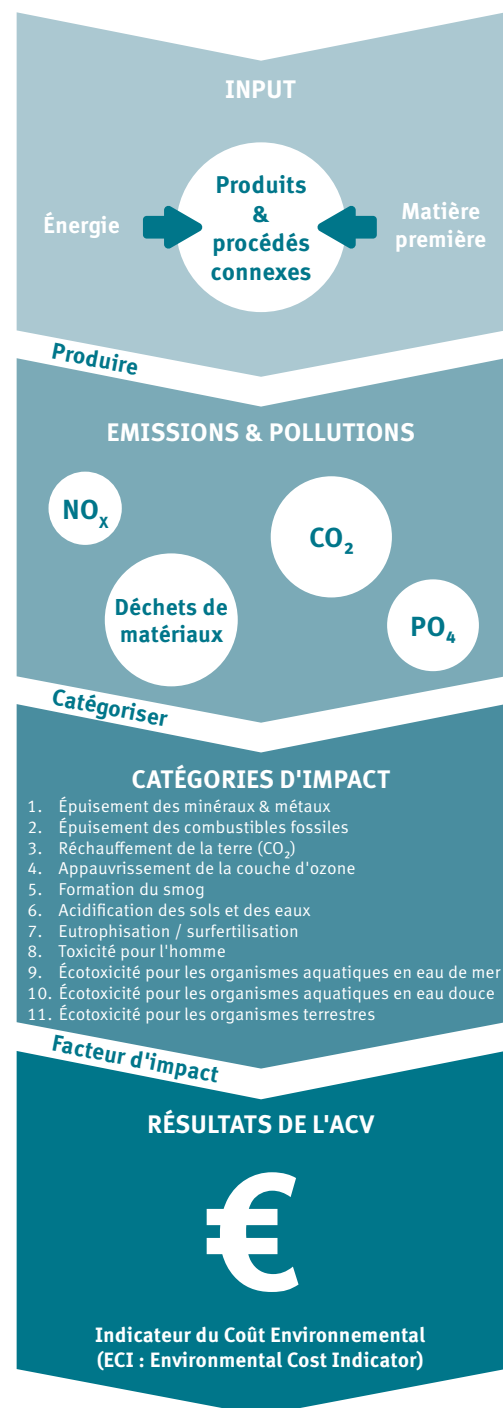 INPUT
Énergie
Produits
&
procédés
connexes
Matière
première
Produire
EMISSIONS & POLLUTIONS
NOₓ
CO₂
Déchets de
matériaux
PO₄
Catégoriser
CATÉGORIES D'IMPACT
1. Épuisement des minéraux & métaux
2. Épuisement des combustibles fossiles
3. Réchauffement de la terre (CO₂)
4. Appauvrissement de la couche d'ozone
5. Formation du smog
6. Acidification des sols et des eaux
7. Eutrophisation / surfertilisation
8. Toxicité pour l'homme
9. Écotoxicité pour les organismes aquatiques en eau de mer
10. Écotoxicité pour les organismes aquatiques en eau douce
11. Écotoxicité pour les organismes terrestres
Facteur d'impact
RÉSULTATS DE L'ACV
€
Indicateur du Coût Environnemental
(ECI : Environmental Cost Indicator)